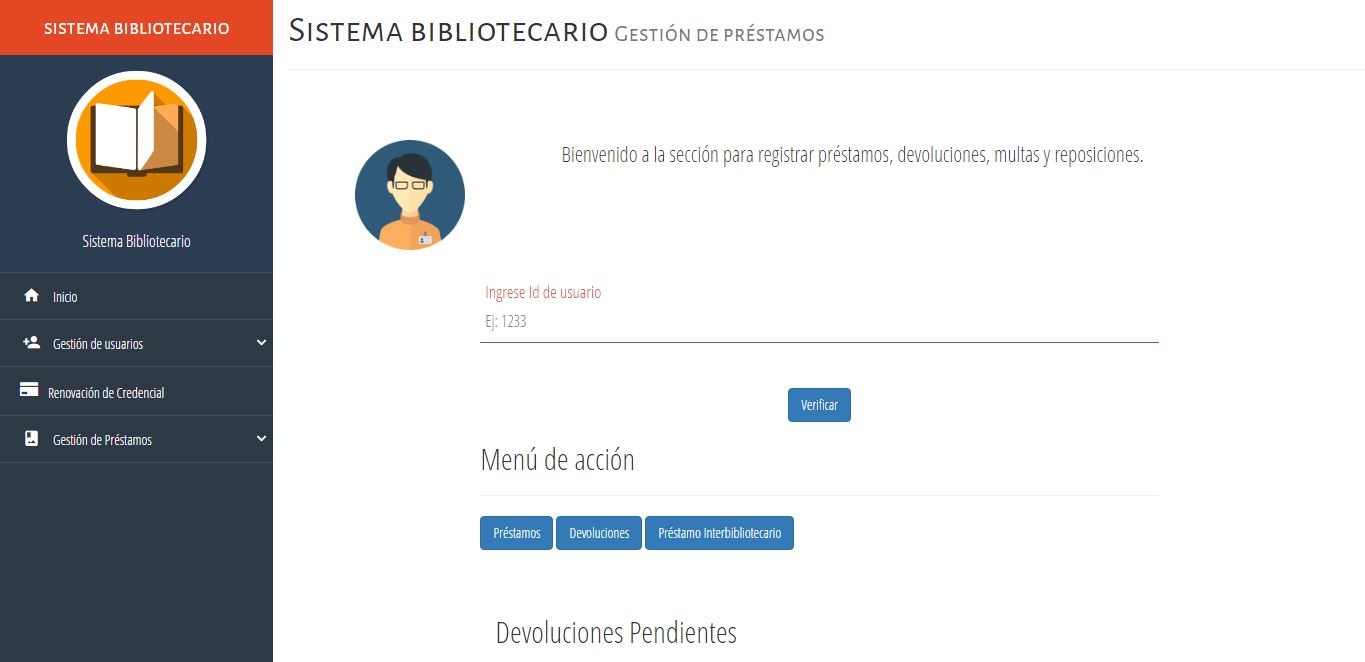 SISTEMA BIBLIOTECARIO
Sistema Bibliotecario
Inicio
Gestión de usuarios
Renovación de Credencial
Gestión de Préstamos
SISTEMA BIBLIOTECARIO GESTIÓN DE PRÉSTAMOS
Bienvenido a la sección para registrar préstamos, devoluciones, multas y reposiciones.
Ingrese Id de usuario
Ej: 1233
Verificar
Menú de acción
Préstamos Devoluciones Préstamo Interbibliotecario
Devoluciones Pendientes